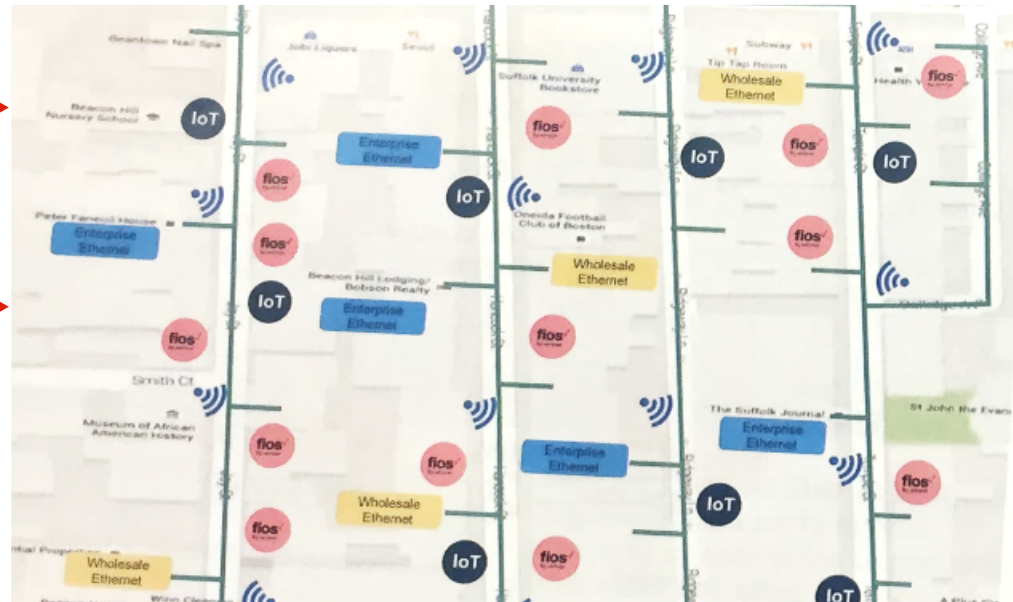 Beantown Nail Spa
Jobi Liquors
Seoul
Subway
Tip Tap Room
Wholesale
Ethernet
Suffolk University
Bookstore
Health
fios
Beacon Hill
Nursery School
IoT
fios
fios
Enterprise
Ethernet
IoT
IoT
fios
IoT
Peter Faneuil House
Enterprise
Ethernet
Oneida Football
Club of Boston
fios
fios
Wholesale
Ethernet
Beacon Hill Lodging/
Bobson Realty
IoT
Enterprise
Ethernet
fios
fios
Smith Ct
Museum of African
American History
The Suffolk Journal
Enterprise
Ethernet
St John the Evan
fios
fios
Enterprise
Ethernet
fios
Wholesale
Ethernet
IoT
fios
IoT
fios
Wholesale
Ethernet
IoT